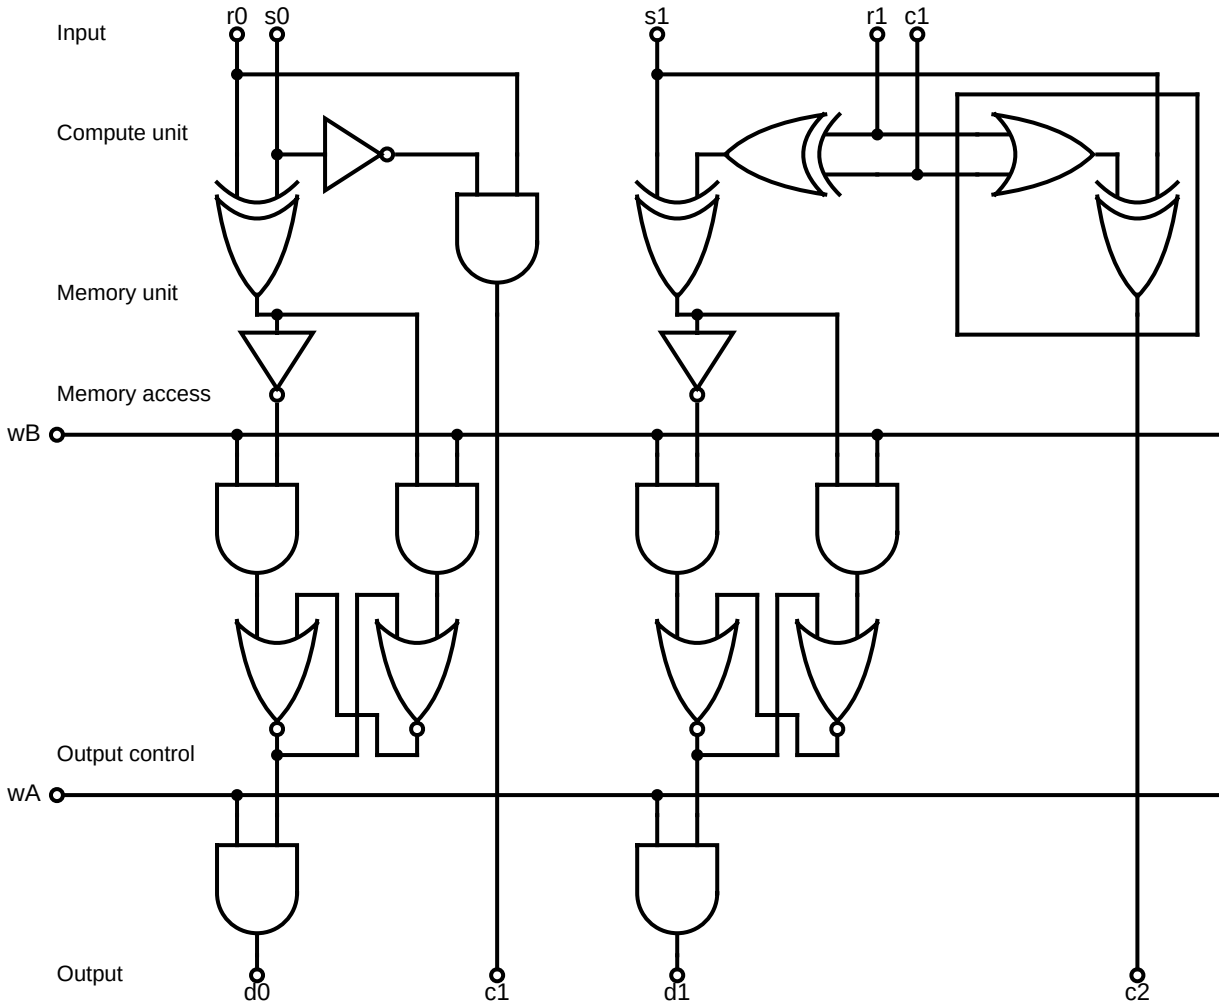 r0 s0 s1 r1 c1
Input
Compute unit
Memory unit
Memory access
wB
Output control
wA
Output
d0 c1 d1 c2